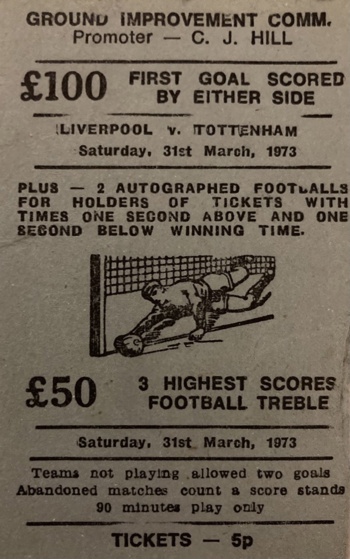 GROUND IMPROVEMENT COMM.
Promoter — C. J. HILL
£100 FIRST GOAL SCORED
BY EITHER SIDE
LIVERPOOL v. TOTTENHAM
Saturday, 31st March, 1973
PLUS — 2 AUTOGRAPHED FOOTBALLS
FOR HOLDERS OF TICKETS WITH
TIMES ONE SECOND ABOVE AND ONE
SECOND BELOW WINNING TIME.
£50 3 HIGHEST SCORES
FOOTBALL TREBLE
Saturday, 31st March, 1973
Teams not playing allowed two goals
Abandoned matches count a score stands
90 minutes play only
TICKETS — 5p